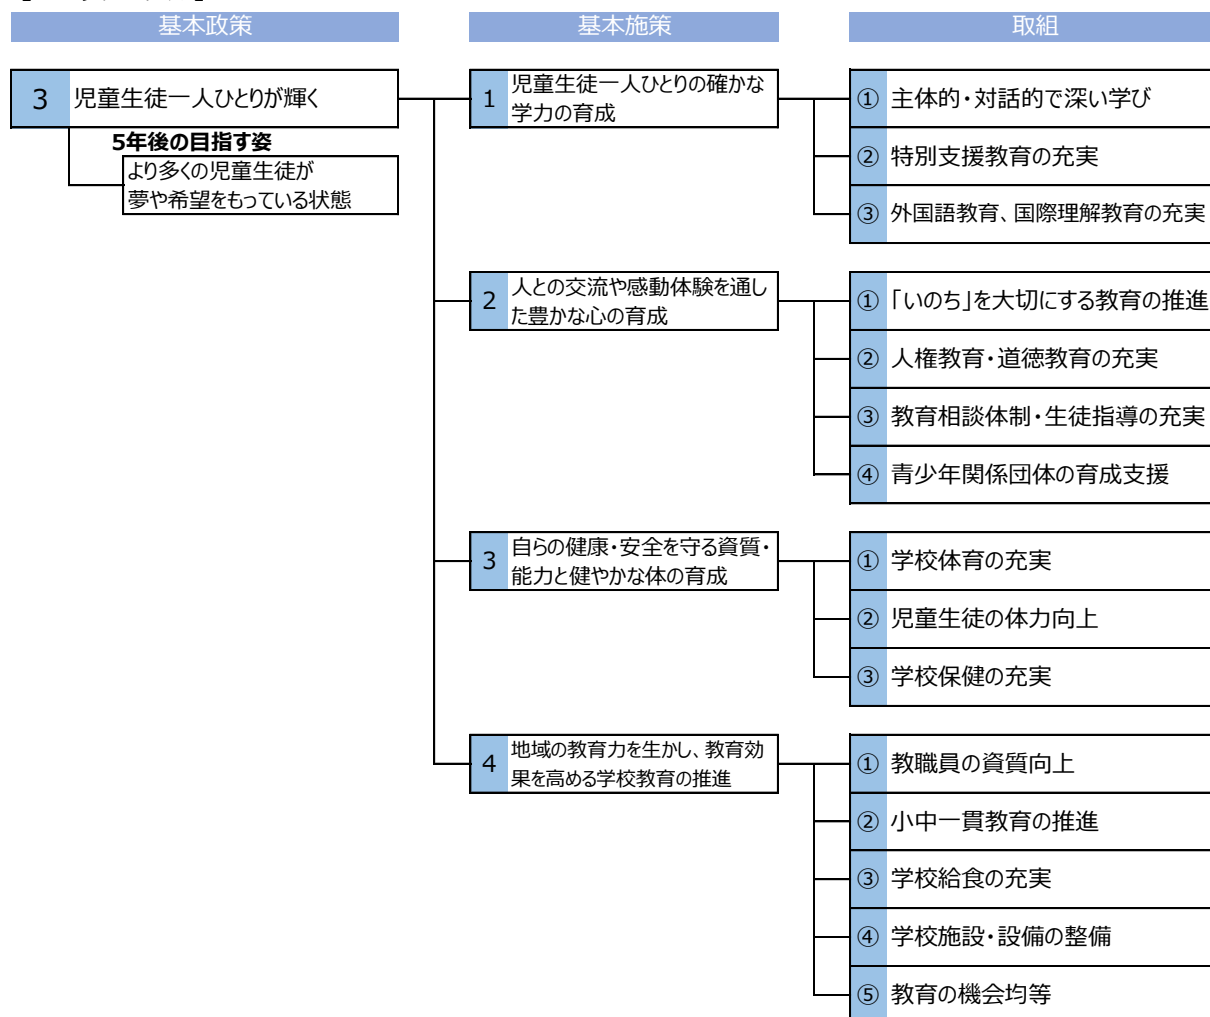 基本政策
基本施策
取組
3 児童生徒一人ひとりが輝く
5年後の目指す姿
より多くの児童生徒が
夢や希望をもっている状態
1 児童生徒一人ひとりの確かな
学力の育成
① 主体的・対話的で深い学び
② 特別支援教育の充実
③ 外国語教育、国際理解教育の充実
2 人との交流や感動体験を通し
た豊かな心の育成
① 「いのち」を大切にする教育の推進
② 人権教育・道徳教育の充実
③ 教育相談体制・生徒指導の充実
④ 青少年関係団体の育成支援
3 自らの健康・安全を守る資質・
能力と健やかな体の育成
① 学校体育の充実
② 児童生徒の体力向上
③ 学校保健の充実
4 地域の教育力を生かし、教育効
果を高める学校教育の推進
① 教職員の資質向上
② 小中一貫教育の推進
③ 学校給食の充実
④ 学校施設・設備の整備
⑤ 教育の機会均等